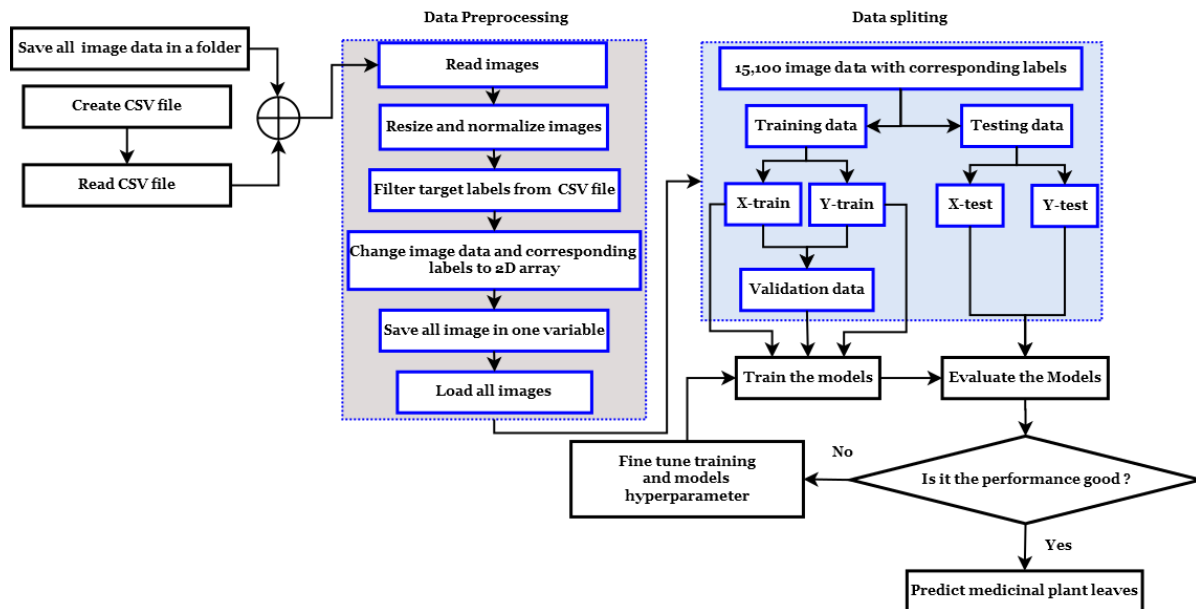 Save all image data in a folder
Create CSV file
Read CSV file
Data Preprocessing
Read images
Resize and normalize images
Filter target labels from CSV file
Change image data and corresponding
labels to 2D array
Save all image in one variable
Load all images
Data spliting
15,100 image data with corresponding labels
Training data
Testing data
X-train
Y-train
X-test
Y-test
Validation data
Train the models
Evaluate the Models
Fine tune training
and models
hyperparameter
No
Is it the performance good ?
Yes
Predict medicinal plant leaves